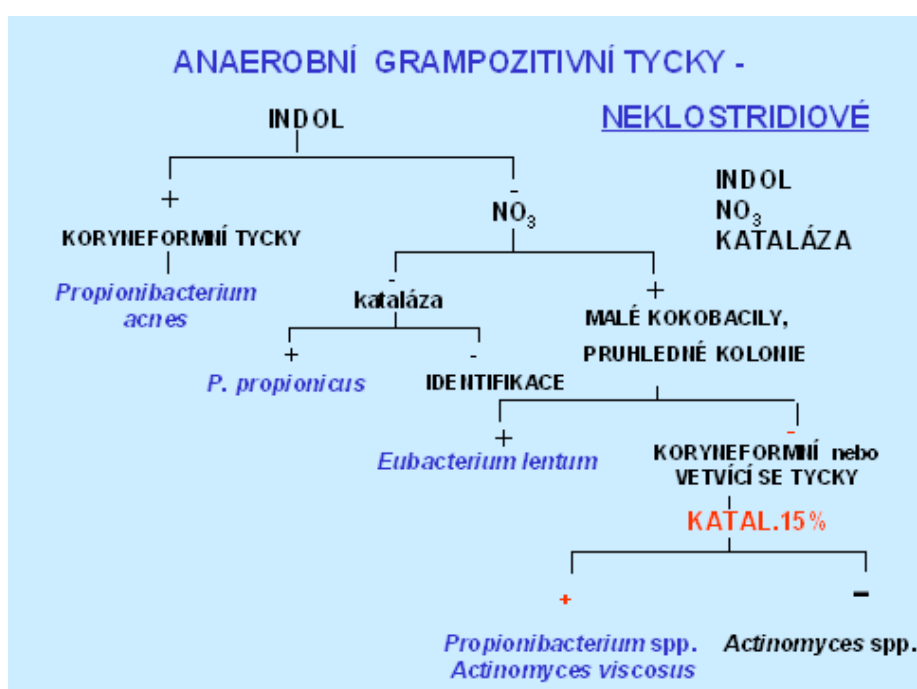 ANAEROBNÍ GRAMPOZITIVNÍ TYCKY -
NEKLOSTRIDIOVÉ
INDOL
INDOL
NO3
KATALÁZA
+
-
KORYNEFORMNÍ TYCKY
NO3
Propionibacterium
acnes
-
kataláza
+
MALÉ KOKOBACILY,
PRUHLEDNÉ KOLONIE
+
-
P. propionicus
IDENTIFIKACE
+
-
Eubacterium lentum
KORYNEFORMNÍ nebo
VETVÍCÍ SE TYCKY
KATAL.15%
+
-
Propionibacterium spp.
Actinomyces viscosus
Actinomyces spp.